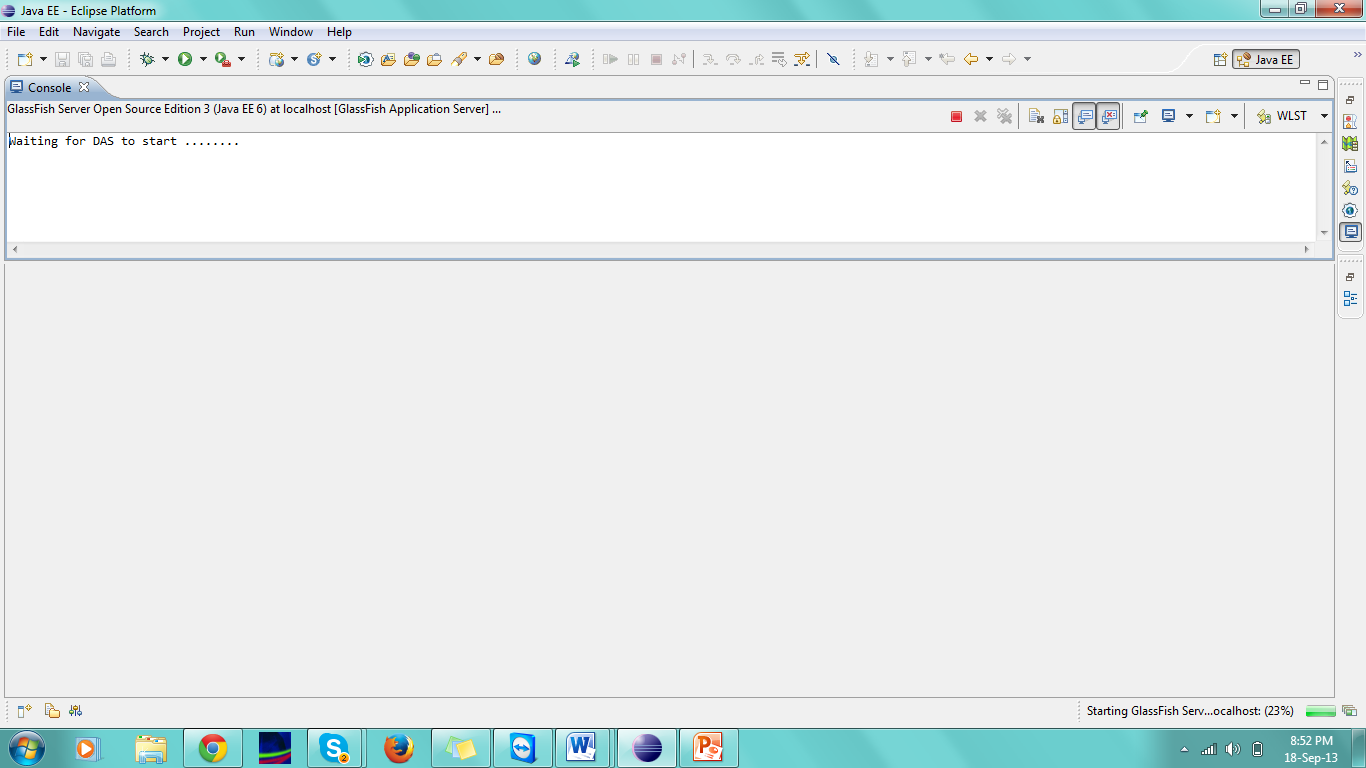 Java EE - Eclipse Platform
File Edit Navigate Search Project Run Window Help
Java EE
Console
GlassFish Server Open Source Edition 3 (Java EE 6) at localhost [GlassFish Application Server] ...
WLST
Waiting for DAS to start ........
Starting GlassFish Serv...ocalhost: (23%)
2
8:52 PM
18-Sep-13